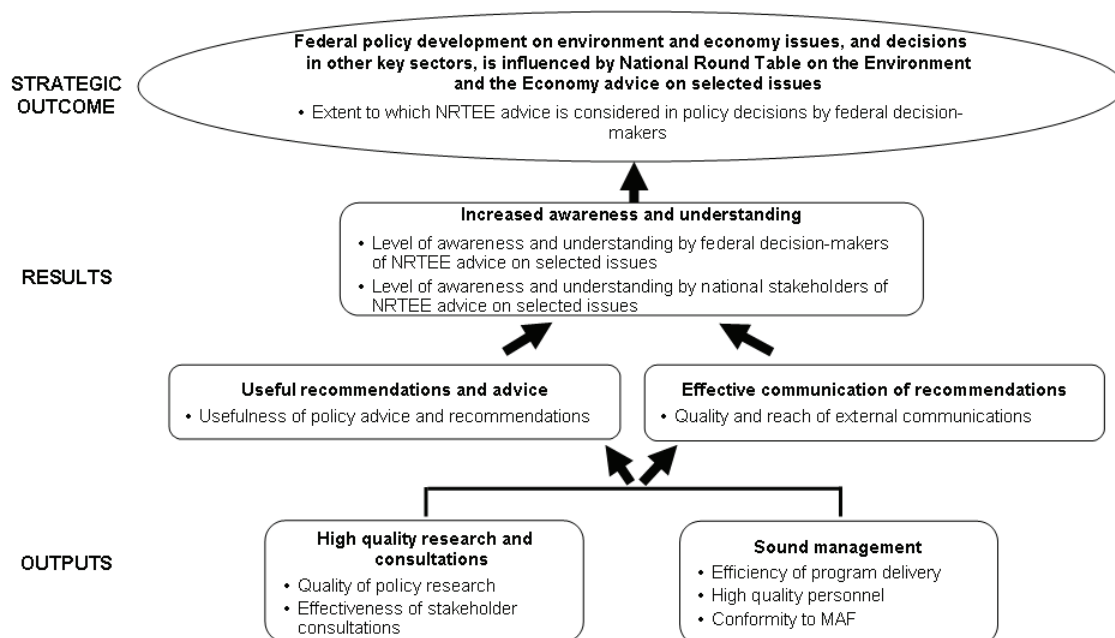 Federal policy development on environment and economy issues, and decisions
in other key sectors, is influenced by National Round Table on the Environment
and the Economy advice on selected issues
• Extent to which NRTEE advice is considered in policy decisions by federal decision-
makers
STRATEGIC
OUTCOME
Increased awareness and understanding
• Level of awareness and understanding by federal decision-makers
of NRTEE advice on selected issues
• Level of awareness and understanding by national stakeholders of
NRTEE advice on selected issues
RESULTS
Useful recommendations and advice
• Usefulness of policy advice and recommendations
Effective communication of recommendations
• Quality and reach of external communications
OUTPUTS
High quality research and
consultations
• Quality of policy research
• Effectiveness of stakeholder
consultations
Sound management
• Efficiency of program delivery
• High quality personnel
• Conformity to MAF